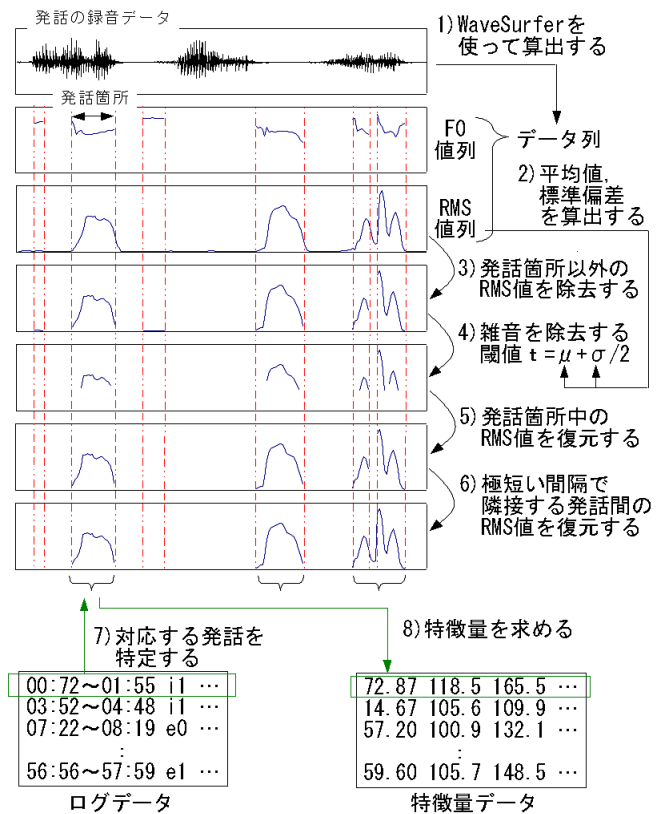 発話の録音データ
1)WaveSurferを
使って算出する
発話箇所
F0
値列
データ列
2)平均値,
標準偏差
を算出する
RMS
値列
3)発話箇所以外の
RMS値を除去する
4)雑音を除去する
閾値t=μ+σ/2
5)発話箇所中の
RMS値を復元する
6)極短い間隔で
隣接する発話間の
RMS値を復元する
7)対応する発話を
特定する
8)特徴量を求める
00:72～01:55 i1 …
03:52～04:48 i1 …
07:22～08:19 e0 …
:
56:56～57:59 e1 …
ログデータ
72.87 118.5 165.5 …
14.67 105.6 109.9 …
57.20 100.9 132.1 …
:
59.60 105.7 148.5 …
特徴量データ